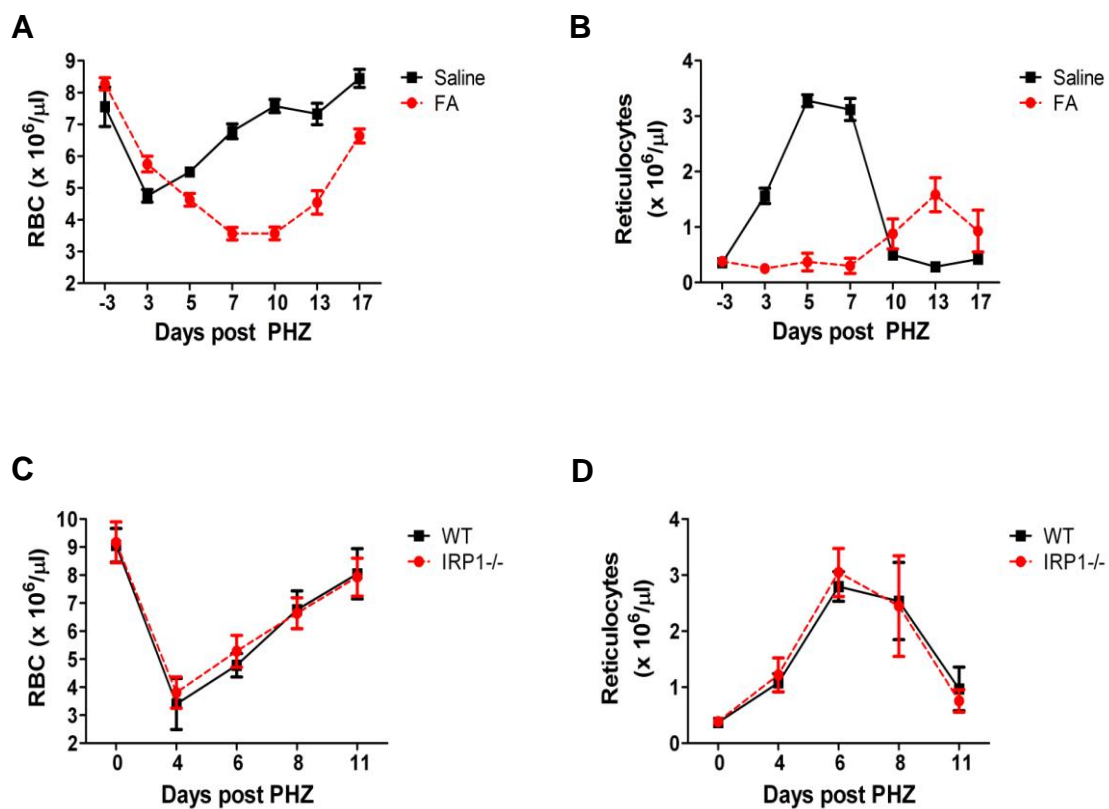 A
RBC (x 10⁶/µl)
9
8
7
6
5
4
3
2
-3 3 5 7 10 13 17
Days post PHZ
Saline
FA
B
Reticulocytes
(x 10⁶/µl)
4
3
2
1
0
-3 3 5 7 10 13 17
Days post PHZ
Saline
FA
C
RBC (x 10⁶/µl)
10
9
8
7
6
5
4
3
2
0 4 6 8 11
Days post PHZ
WT
IRP1-/-
D
Reticulocytes
(x 10⁶/µl)
4
3
2
1
0
0 4 6 8 11
Days post PHZ
WT
IRP1-/-